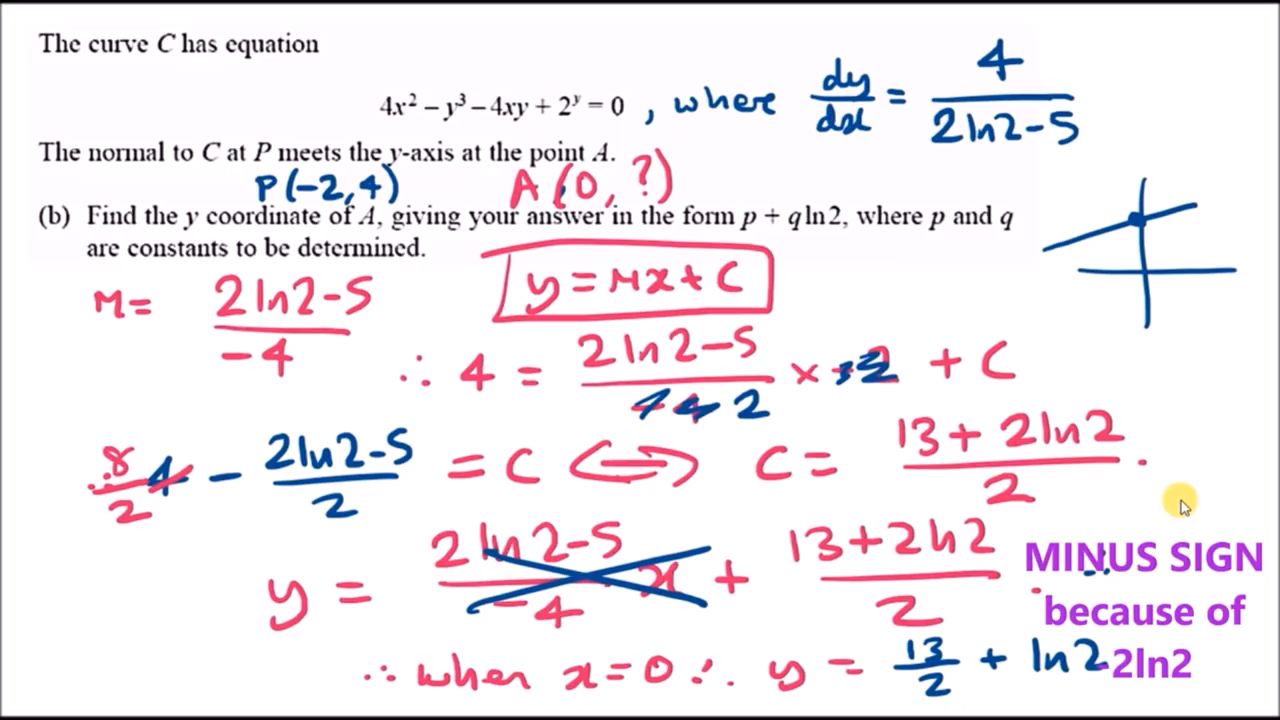 The curve C has equation
4x² – y³ – 4xy + 2ʸ = 0 , where dy/dx = 4/(2ln2-5)
The normal to C at P meets the y-axis at the point A.
P(-2,4) A(0, ?)
(b) Find the y coordinate of A, giving your answer in the form p + q ln2, where p and q
are constants to be determined.
M = (2ln2-5)/-4 y = Mx + C
∴ 4 = (2ln2-5)/2 × + C
8/2 4 - (2ln2-5)/2 = C ⟺ C = (13+2ln2)/2 .
y = (2ln2-5)/-4 x + (13+2ln2)/2 .
MINUS SIGN
because of
-2ln2
∴ when x=0 ∴ y = 13/2 + ln2